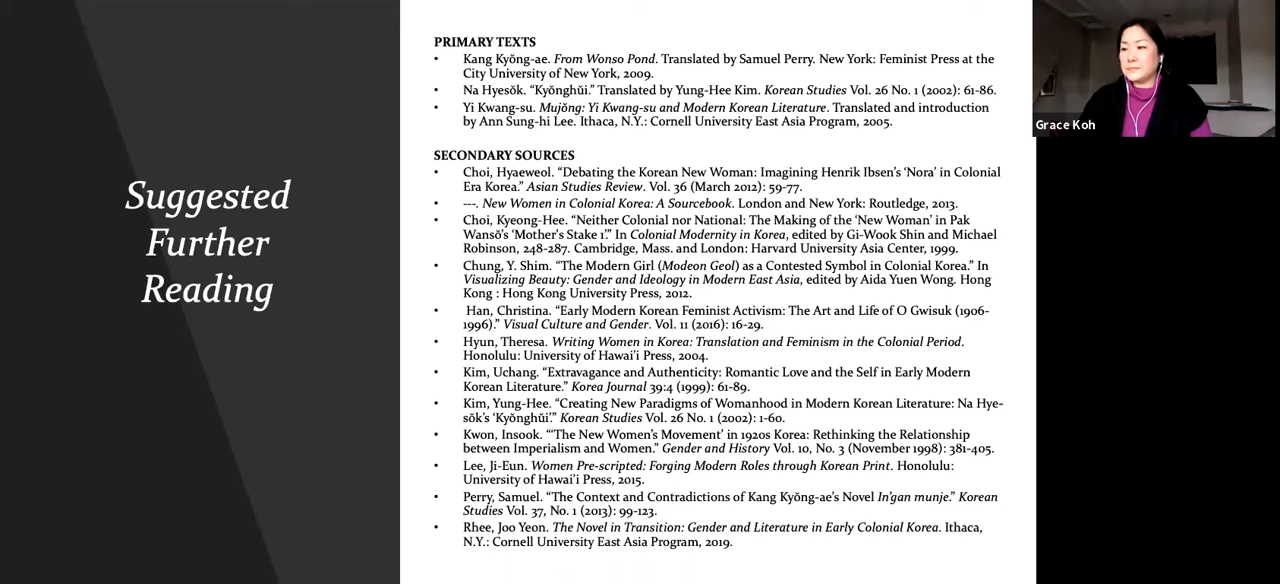 Suggested
Further
Reading
PRIMARY TEXTS
• Kang Kyŏng-ae. From Wonso Pond. Translated by Samuel Perry. New York: Feminist Press at the
City University of New York, 2009.
• Na Hyesŏk. “Kyŏnghŭi.” Translated by Yung-Hee Kim. Korean Studies Vol. 26 No. 1 (2002): 61-86.
• Yi Kwang-su. Mujŏng: Yi Kwang-su and Modern Korean Literature. Translated and introduction
by Ann Sung-hi Lee. Ithaca, N.Y.: Cornell University East Asia Program, 2005.
SECONDARY SOURCES
• Choi, Hyaeweol. “Debating the Korean New Woman: Imagining Henrik Ibsen’s ‘Nora’ in Colonial
Era Korea.” Asian Studies Review. Vol. 36 (March 2012): 59-77.
• ---. New Women in Colonial Korea: A Sourcebook. London and New York: Routledge, 2013.
• Choi, Kyeong-Hee. “Neither Colonial nor National: The Making of the ‘New Woman’ in Pak
Wansŏ’s ‘Mother’s Stake 1’.” In Colonial Modernity in Korea, edited by Gi-Wook Shin and Michael
Robinson, 248-287. Cambridge, Mass. and London: Harvard University Asia Center, 1999.
• Chung, Y. Shim. “The Modern Girl (Modeon Geol) as a Contested Symbol in Colonial Korea.” In
Visualizing Beauty: Gender and Ideology in Modern East Asia, edited by Aida Yuen Wong. Hong
Kong : Hong Kong University Press, 2012.
• Han, Christina. “Early Modern Korean Feminist Activism: The Art and Life of O Gwisuk (1906-
1996).” Visual Culture and Gender. Vol. 11 (2016): 16-29.
• Hyun, Theresa. Writing Women in Korea: Translation and Feminism in the Colonial Period.
Honolulu: University of Hawai’i Press, 2004.
• Kim, Uchang. “Extravagance and Authenticity: Romantic Love and the Self in Early Modern
Korean Literature.” Korea Journal 39:4 (1999): 61-89.
• Kim, Yung-Hee. “Creating New Paradigms of Womanhood in Modern Korean Literature: Na Hye-
sŏk’s ‘Kyŏnghŭi’.” Korean Studies Vol. 26 No. 1 (2002): 1-60.
• Kwon, Insook. “‘The New Women’s Movement’ in 1920s Korea: Rethinking the Relationship
between Imperialism and Women.” Gender and History Vol. 10, No. 3 (November 1998): 381-405.
• Lee, Ji-Eun. Women Pre-scripted: Forging Modern Roles through Korean Print. Honolulu:
University of Hawai’i Press, 2015.
• Perry, Samuel. “The Context and Contradictions of Kang Kyŏng-ae’s Novel In’gan munje.” Korean
Studies Vol. 37, No. 1 (2013): 99-123.
• Rhee, Joo Yeon. The Novel in Transition: Gender and Literature in Early Colonial Korea. Ithaca,
N.Y.: Cornell University East Asia Program, 2019.
Grace Koh